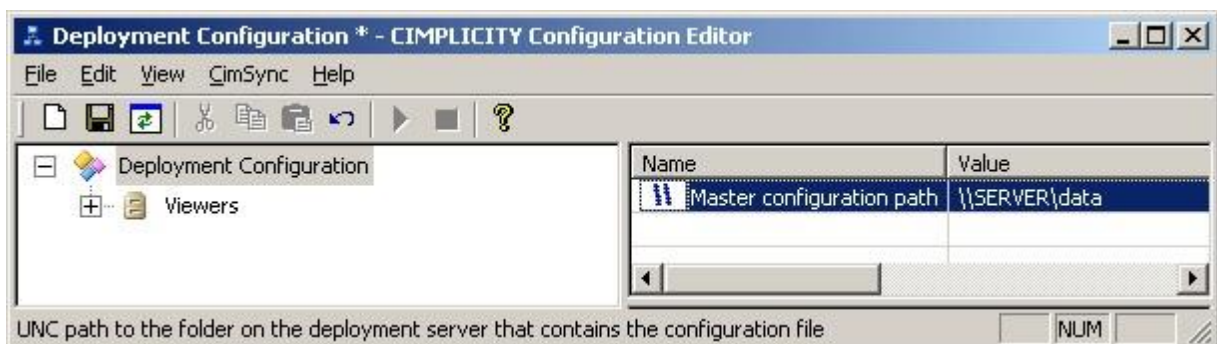 Deployment Configuration * - CIMPLICITY Configuration Editor
File Edit View CimSync Help
Deployment Configuration
Viewers
Name Value
Master configuration path \\SERVER\data
UNC path to the folder on the deployment server that contains the configuration file NUM